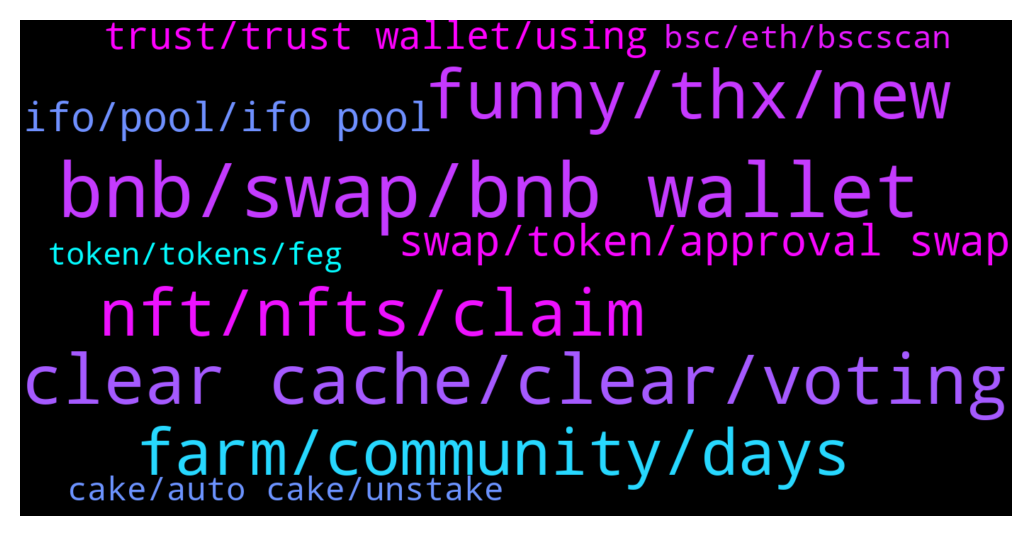 trust/trust wallet/using
bsc/eth/bscscan
funny/thx/new
ifo/pool/ifo pool
bnb/swap/bnb wallet
swap/token/approval swap
token/tokens/feg
nft/nfts/claim
clear cache/clear/voting
farm/community/days
cake/auto cake/unstake